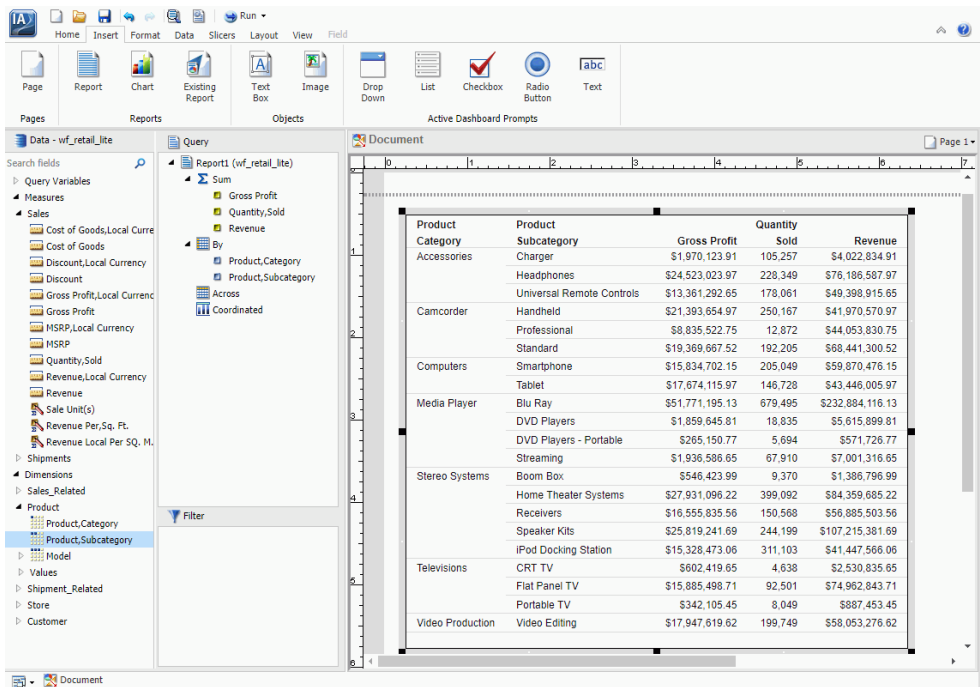 IA
Run
Home Insert Format Data Slicers Layout View Field
Page Report Chart Existing Report Text Box Image Drop Down List Checkbox Radio Button Text
A abc
Pages Reports Objects Active Dashboard Prompts
Data - wf_retail_lite
Search fields
Query Variables
Measures
Sales
Cost of Goods,Local Curre
Cost of Goods
Discount,Local Currency
Discount
Gross Profit,Local Currenc
Gross Profit
MSRP,Local Currency
MSRP
Quantity,Sold
Revenue,Local Currency
Revenue
Sale Unit(s)
Revenue Per,Sq. Ft.
Revenue Local Per SQ. M.
Shipments
Dimensions
Sales_Related
Product
Product,Category
Product,Subcategory
Model
Values
Shipment_Related
Store
Customer
Query
Report1 (wf_retail_lite)
Sum
Gross Profit
Quantity,Sold
Revenue
By
Product,Category
Product,Subcategory
Across
Coordinated
Filter
Document
Page 1
0 1 2 3 4 5 6 7
1
2
3
4
5
6
Product Product Quantity
Category Subcategory Gross Profit Sold Revenue
Accessories Charger $1,970,123.91 105,257 $4,022,834.91
Headphones $24,523,023.97 228,349 $76,186,587.97
Universal Remote Controls $13,361,292.65 178,061 $49,398,915.65
Camcorder Handheld $21,393,654.97 250,167 $41,970,570.97
Professional $8,835,522.75 12,872 $44,053,830.75
Standard $19,369,667.52 192,205 $68,441,300.52
Computers Smartphone $15,834,702.15 205,049 $59,870,476.15
Tablet $17,674,115.97 146,728 $43,446,005.97
Media Player Blu Ray $51,771,195.13 679,495 $232,884,116.13
DVD Players $1,859,645.81 18,835 $5,615,899.81
DVD Players - Portable $265,150.77 5,694 $571,726.77
Streaming $1,936,586.65 67,910 $7,001,316.65
Stereo Systems Boom Box $546,423.99 9,370 $1,386,796.99
Home Theater Systems $27,931,096.22 399,092 $84,359,685.22
Receivers $16,555,835.56 150,568 $56,885,503.56
Speaker Kits $25,819,241.69 244,199 $107,215,381.69
iPod Docking Station $15,328,473.06 311,103 $41,447,566.06
Televisions CRT TV $602,419.65 4,638 $2,530,835.65
Flat Panel TV $15,885,498.71 92,501 $74,962,843.71
Portable TV $342,105.45 8,049 $887,453.45
Video Production Video Editing $17,947,619.62 199,749 $58,053,276.62
Document